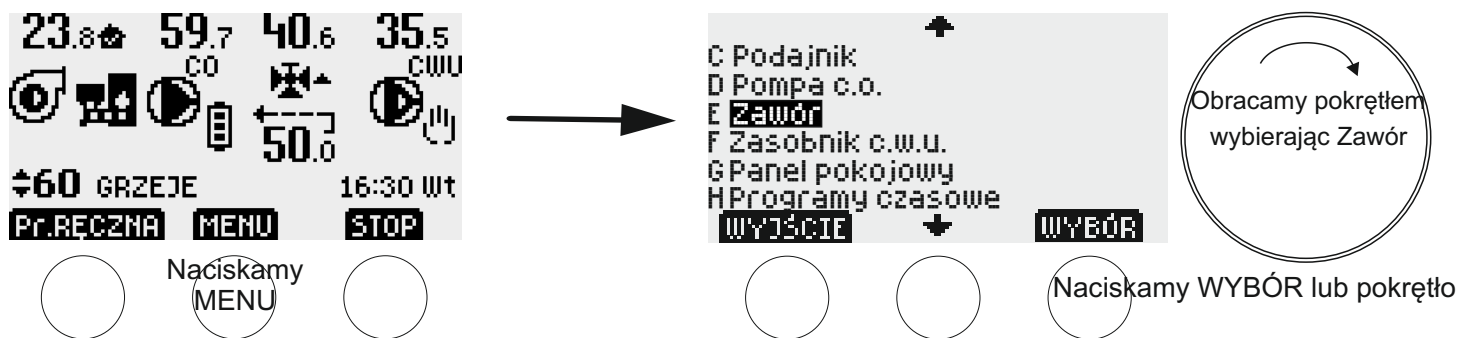 23.8 59.7 40.6 35.5
CO CWU
50.0
60 GRZEJE 16:30 Wt
Pr.RĘCZNA MENU STOP
Naciskamy
MENU
C Podajnik
D Pompa c.o.
E Zawór
F Zasobnik c.w.u.
G Panel pokojowy
H Programy czasowe
WYJŚCIE WYBÓR
Obracamy pokrętłem
wybierając Zawór
Naciskamy WYBÓR lub pokrętło